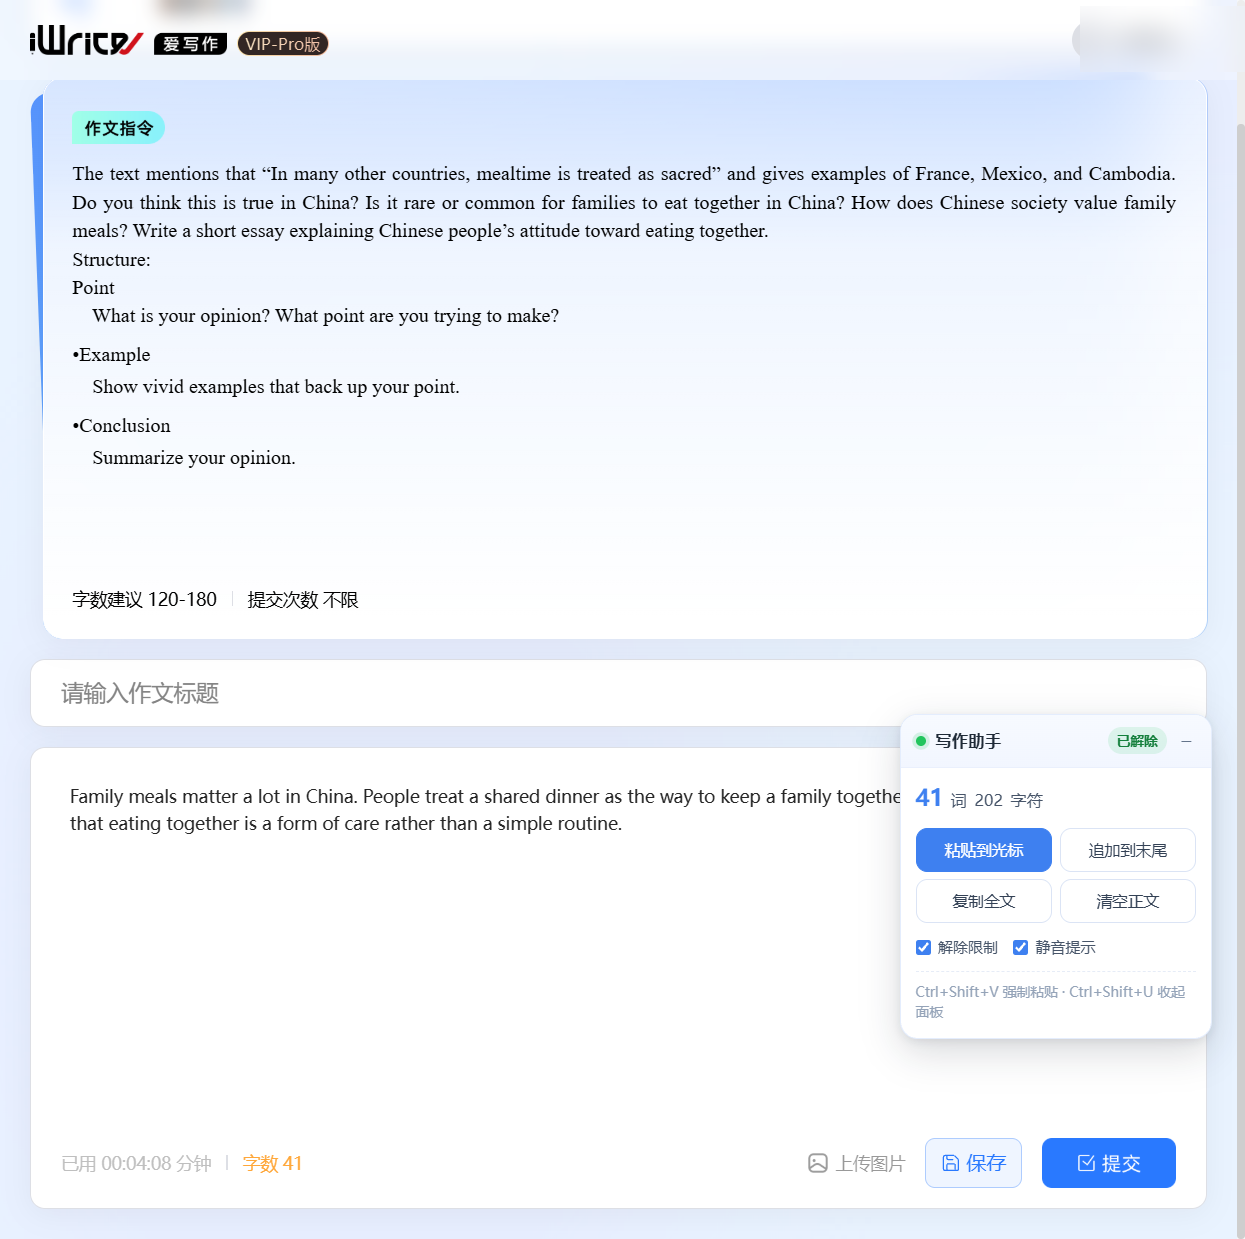 iWrite 爱写作 VIP-Pro版
作文指令
The text mentions that “In many other countries, mealtime is treated as sacred” and gives examples of France, Mexico, and Cambodia.
Do you think this is true in China? Is it rare or common for families to eat together in China? How does Chinese society value family
meals? Write a short essay explaining Chinese people’s attitude toward eating together.
Structure:
Point
What is your opinion? What point are you trying to make?
•Example
Show vivid examples that back up your point.
•Conclusion
Summarize your opinion.
字数建议 120-180 提交次数 不限
请输入作文标题
写作助手 已解除
Family meals matter a lot in China. People treat a shared dinner as the way to keep a family
that eating together is a form of care rather than a simple routine.
41 词 202 字符
粘贴到光标 追加到末尾
复制全文 清空正文
解除限制 静音提示
Ctrl+Shift+V 强制粘贴 · Ctrl+Shift+U 收起
面板
已用 00:04:08 分钟 字数 41 上传图片 保存 提交